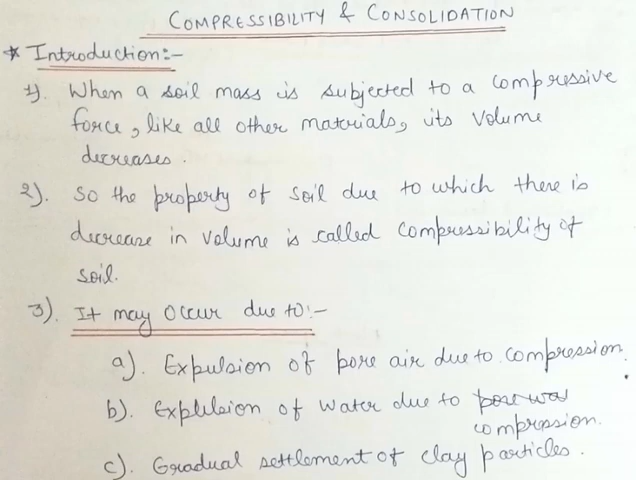 COMPRESSIBILITY & CONSOLIDATION
* Introduction:-
1). When a soil mass is subjected to a compressive
force, like all other materials, its volume
decreases.
2). So the property of soil due to which there is
decrease in volume is called compressibility of
soil.
3). It may occur due to:-
a). Expulsion of pore air due to compression.
b). Explulsion of water due to pore wat
compression.
c). Gradual settlement of clay particles.